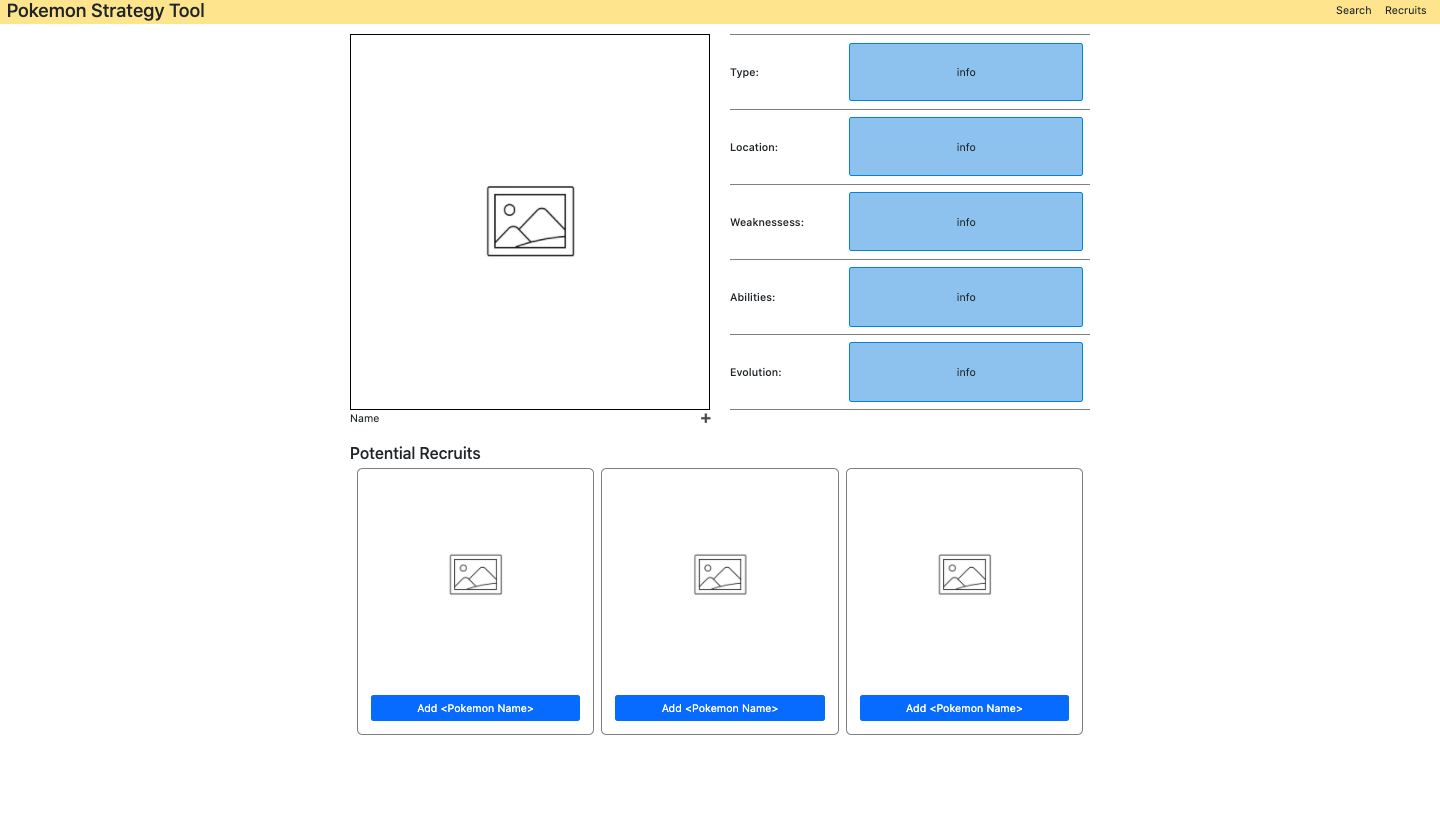 Pokemon Strategy Tool
Search Recruits
Type: info
Location: info
Weaknessess: info
Abilities: info
Evolution: info
Name +
Potential Recruits
Add <Pokemon Name> Add <Pokemon Name> Add <Pokemon Name>